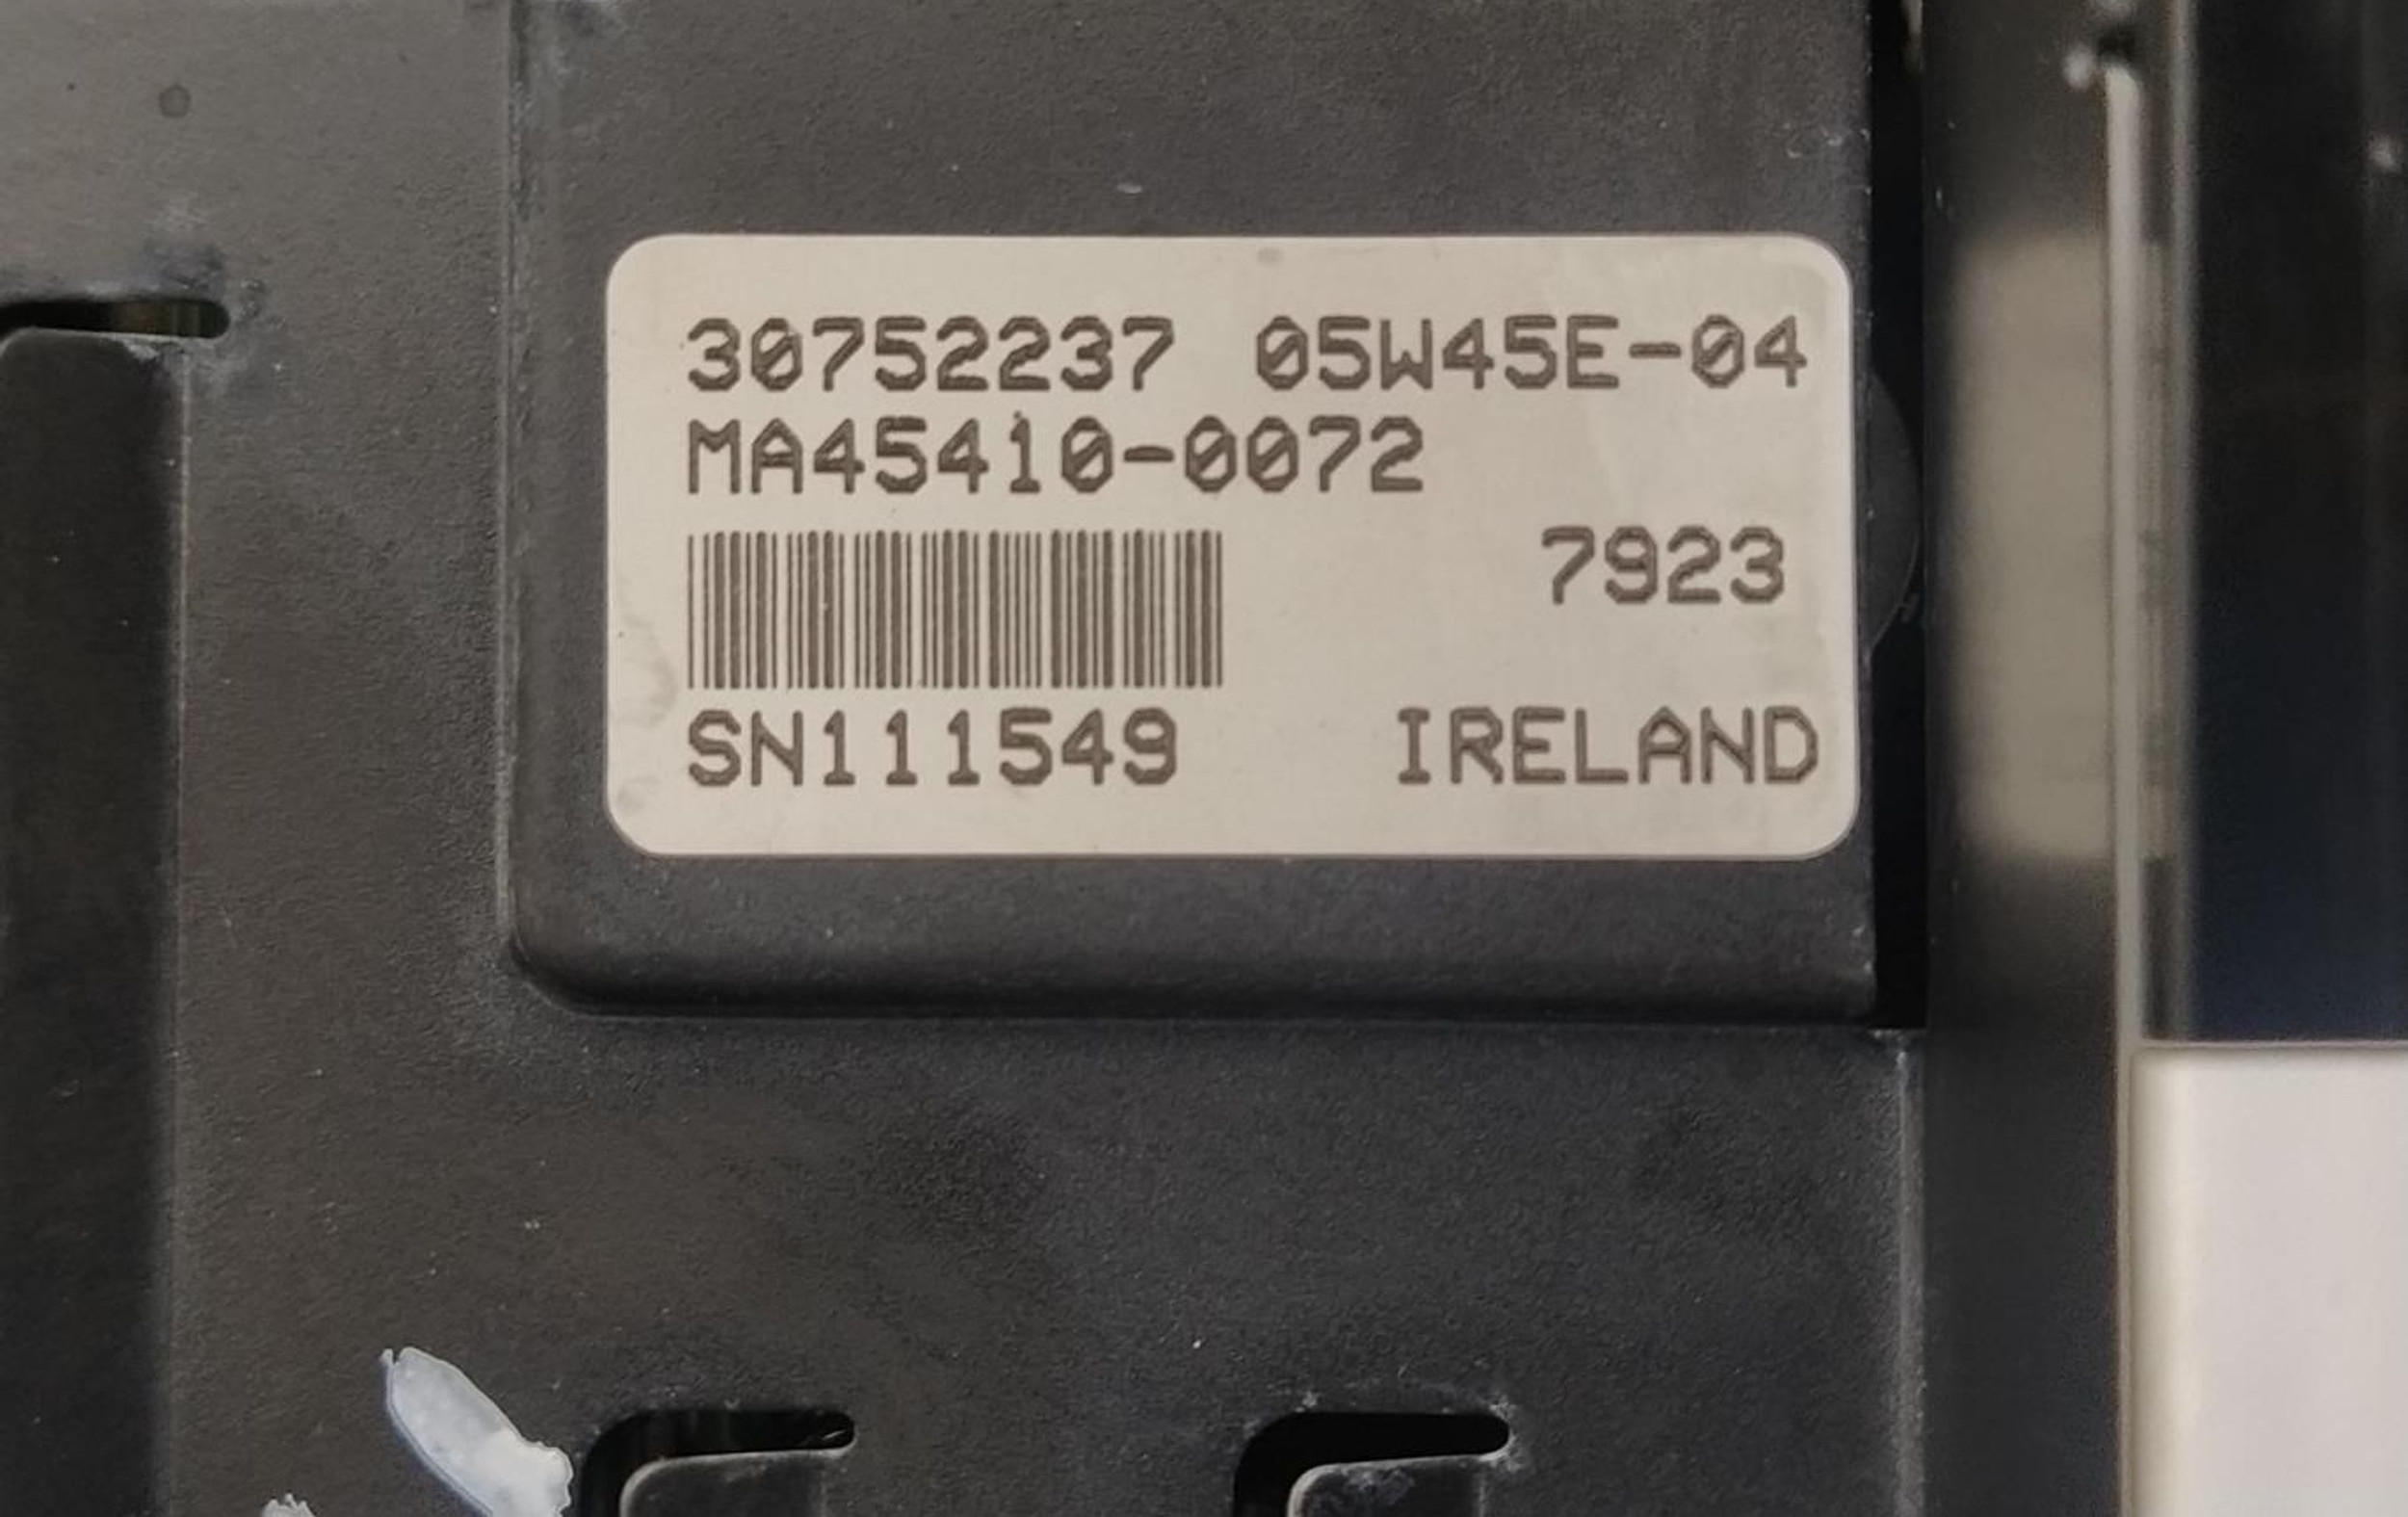 30752237 05W45E-04
MA45410-0072
7923
SN111549 IRELAND